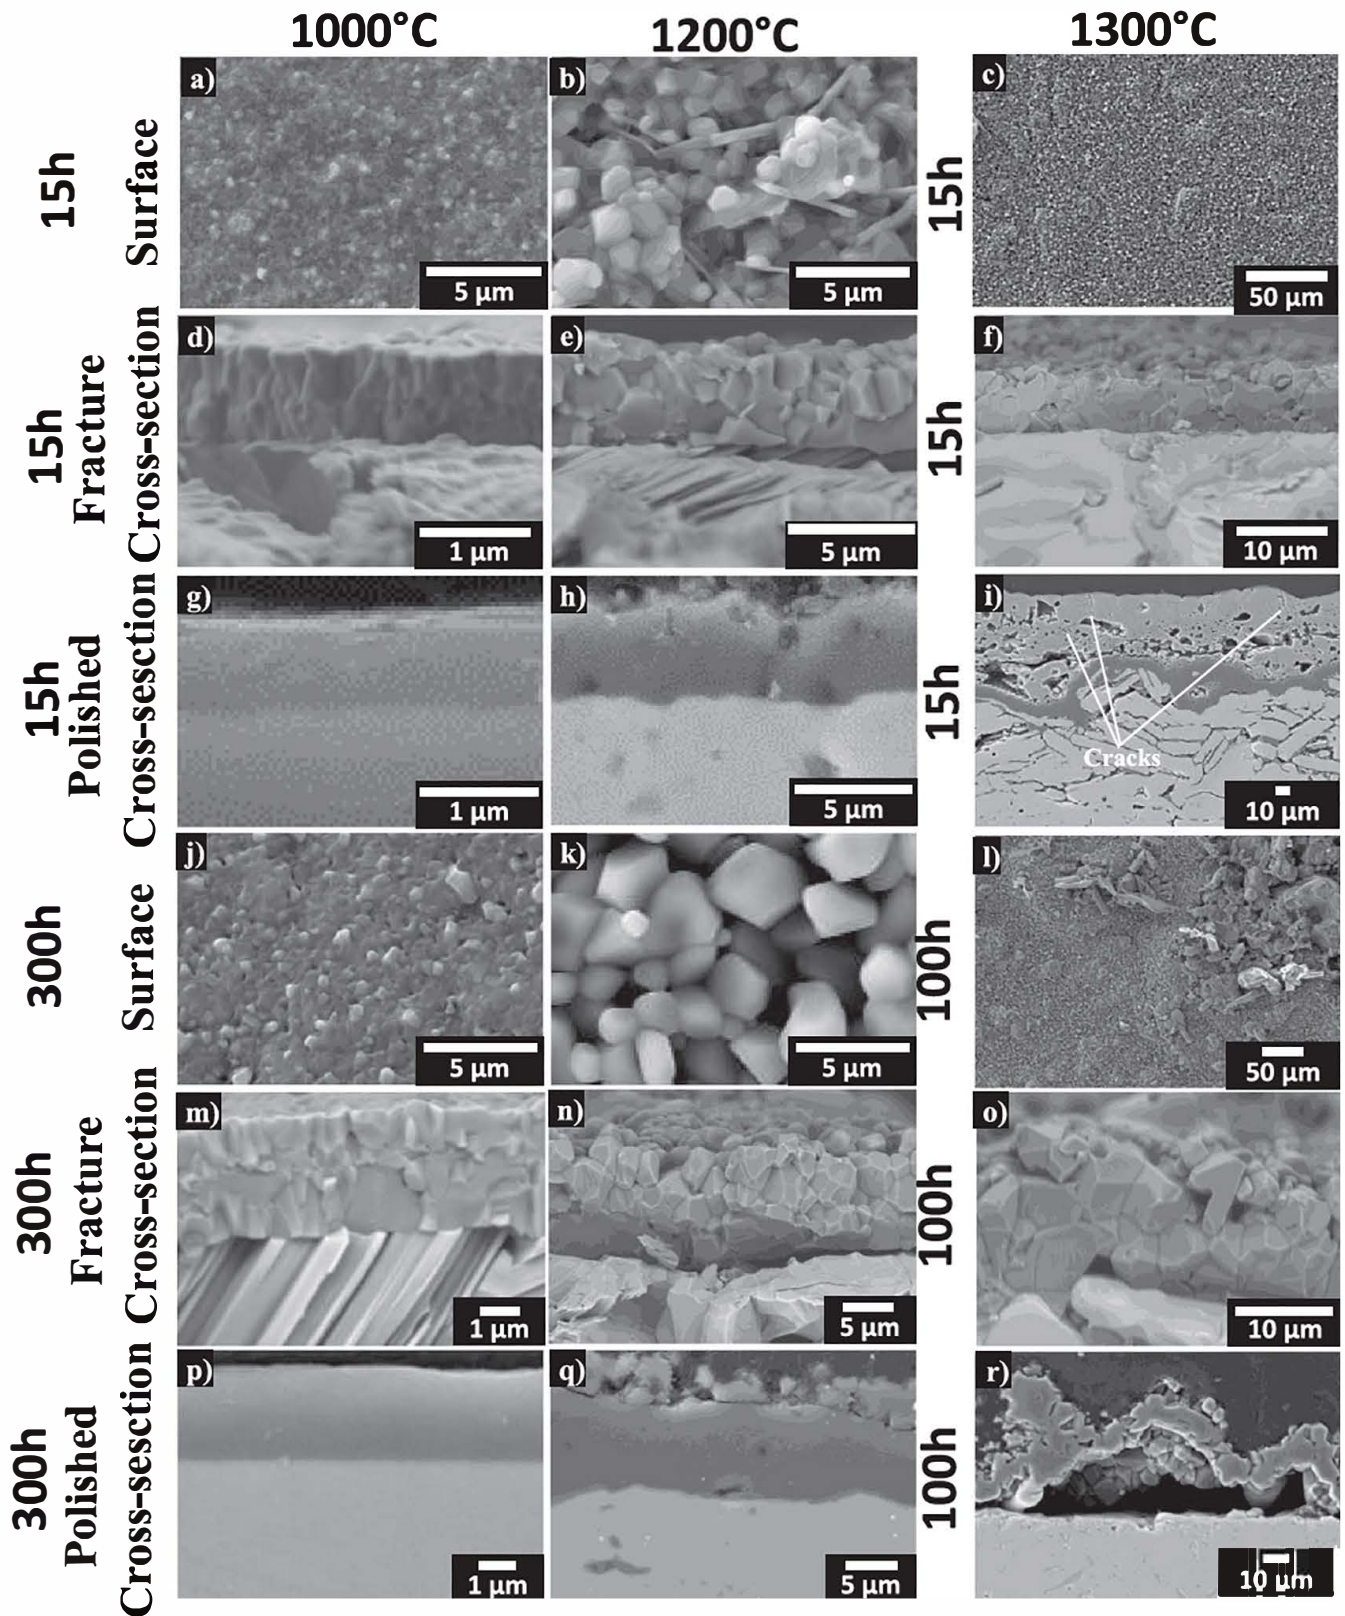 1000°C 1200°C 1300°C
15h Surface
a)
5 µm
b)
5 µm
15h
c)
50 µm
15h Fracture Cross-section
d)
1 µm
e)
5 µm
15h
f)
10 µm
15h Polished Cross-sesction
g)
1 µm
h)
5 µm
15h
i)
Cracks
10 µm
300h Surface
j)
5 µm
k)
5 µm
100h
l)
50 µm
300h Fracture Cross-section
m)
1 µm
n)
5 µm
100h
o)
10 µm
300h Polished Cross-sesction
p)
1 µm
q)
5 µm
100h
r)
10 µm